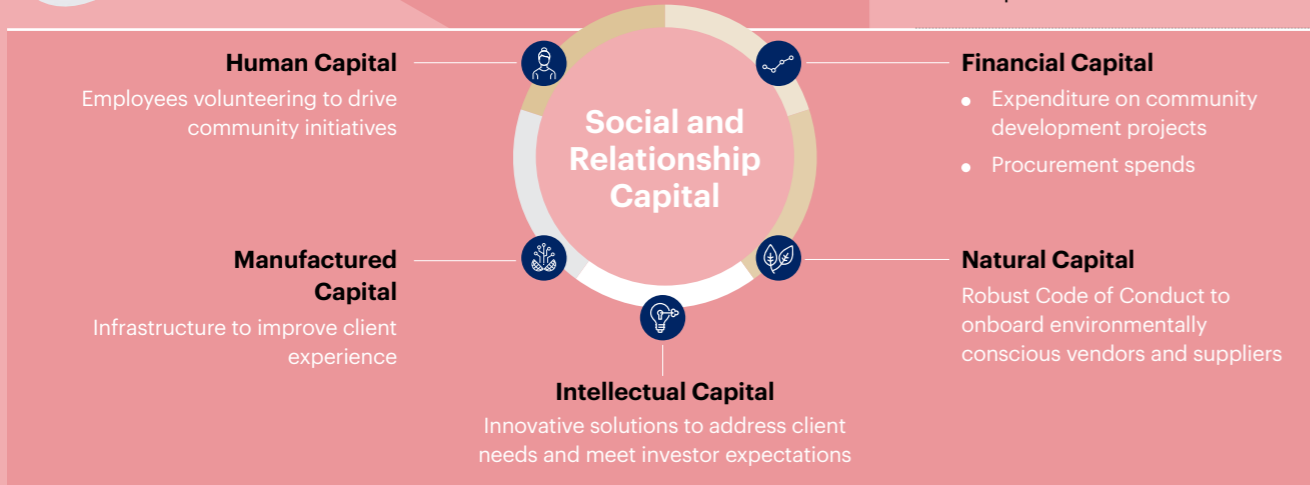 Human Capital
Employees volunteering to drive
community initiatives
Social and
Relationship
Capital
Financial Capital
• Expenditure on community
development projects
• Procurement spends
Manufactured
Capital
Infrastructure to improve client
experience
Natural Capital
Robust Code of Conduct to
onboard environmentally
conscious vendors and suppliers
Intellectual Capital
Innovative solutions to address client
needs and meet investor expectations